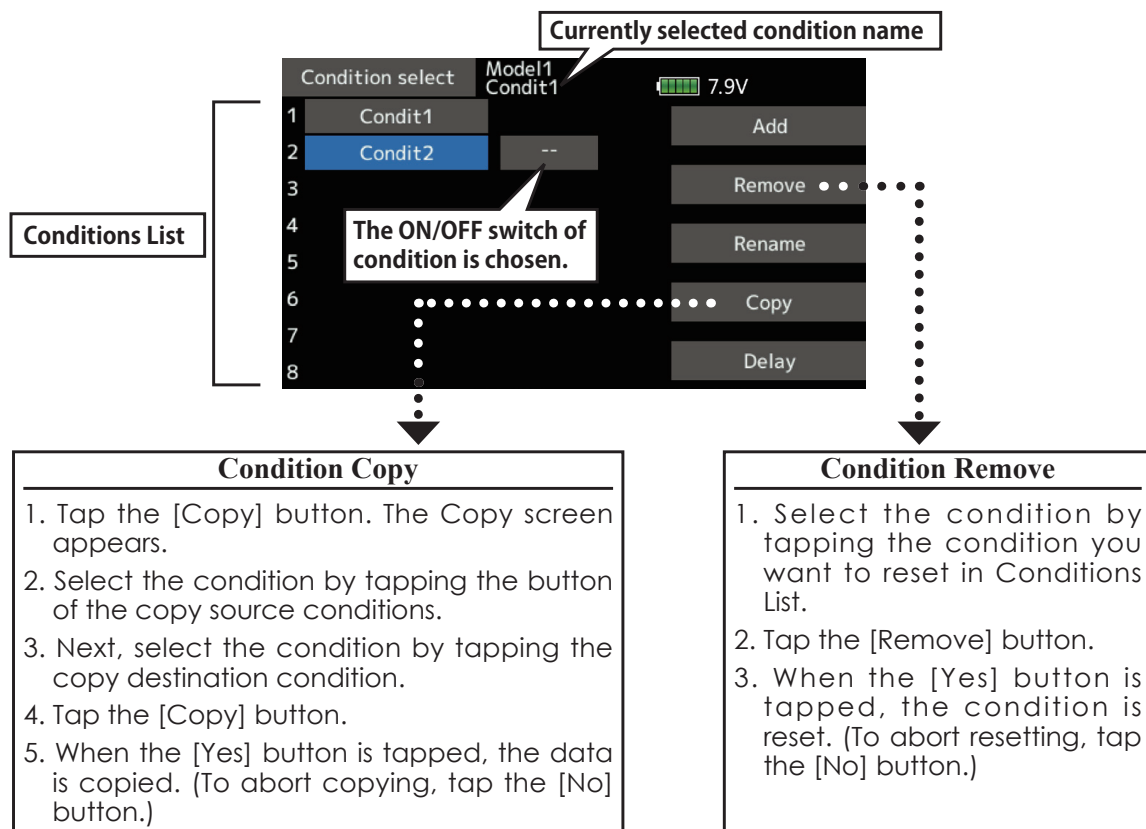 Currently selected condition name
Condition select
Model1
Condit1
7.9V
1 Condit1
2 Condit2 --
3
4
5
6
7
8
Add
Remove
Rename
Copy
Delay
Conditions List
The ON/OFF switch of
condition is chosen.
Condition Copy
1. Tap the [Copy] button. The Copy screen
appears.
2. Select the condition by tapping the button
of the copy source conditions.
3. Next, select the condition by tapping the
copy destination condition.
4. Tap the [Copy] button.
5. When the [Yes] button is tapped, the data
is copied. (To abort copying, tap the [No]
button.)
Condition Remove
1. Select the condition by
tapping the condition you
want to reset in Conditions
List.
2. Tap the [Remove] button.
3. When the [Yes] button is
tapped, the condition is
reset. (To abort resetting, tap
the [No] button.)